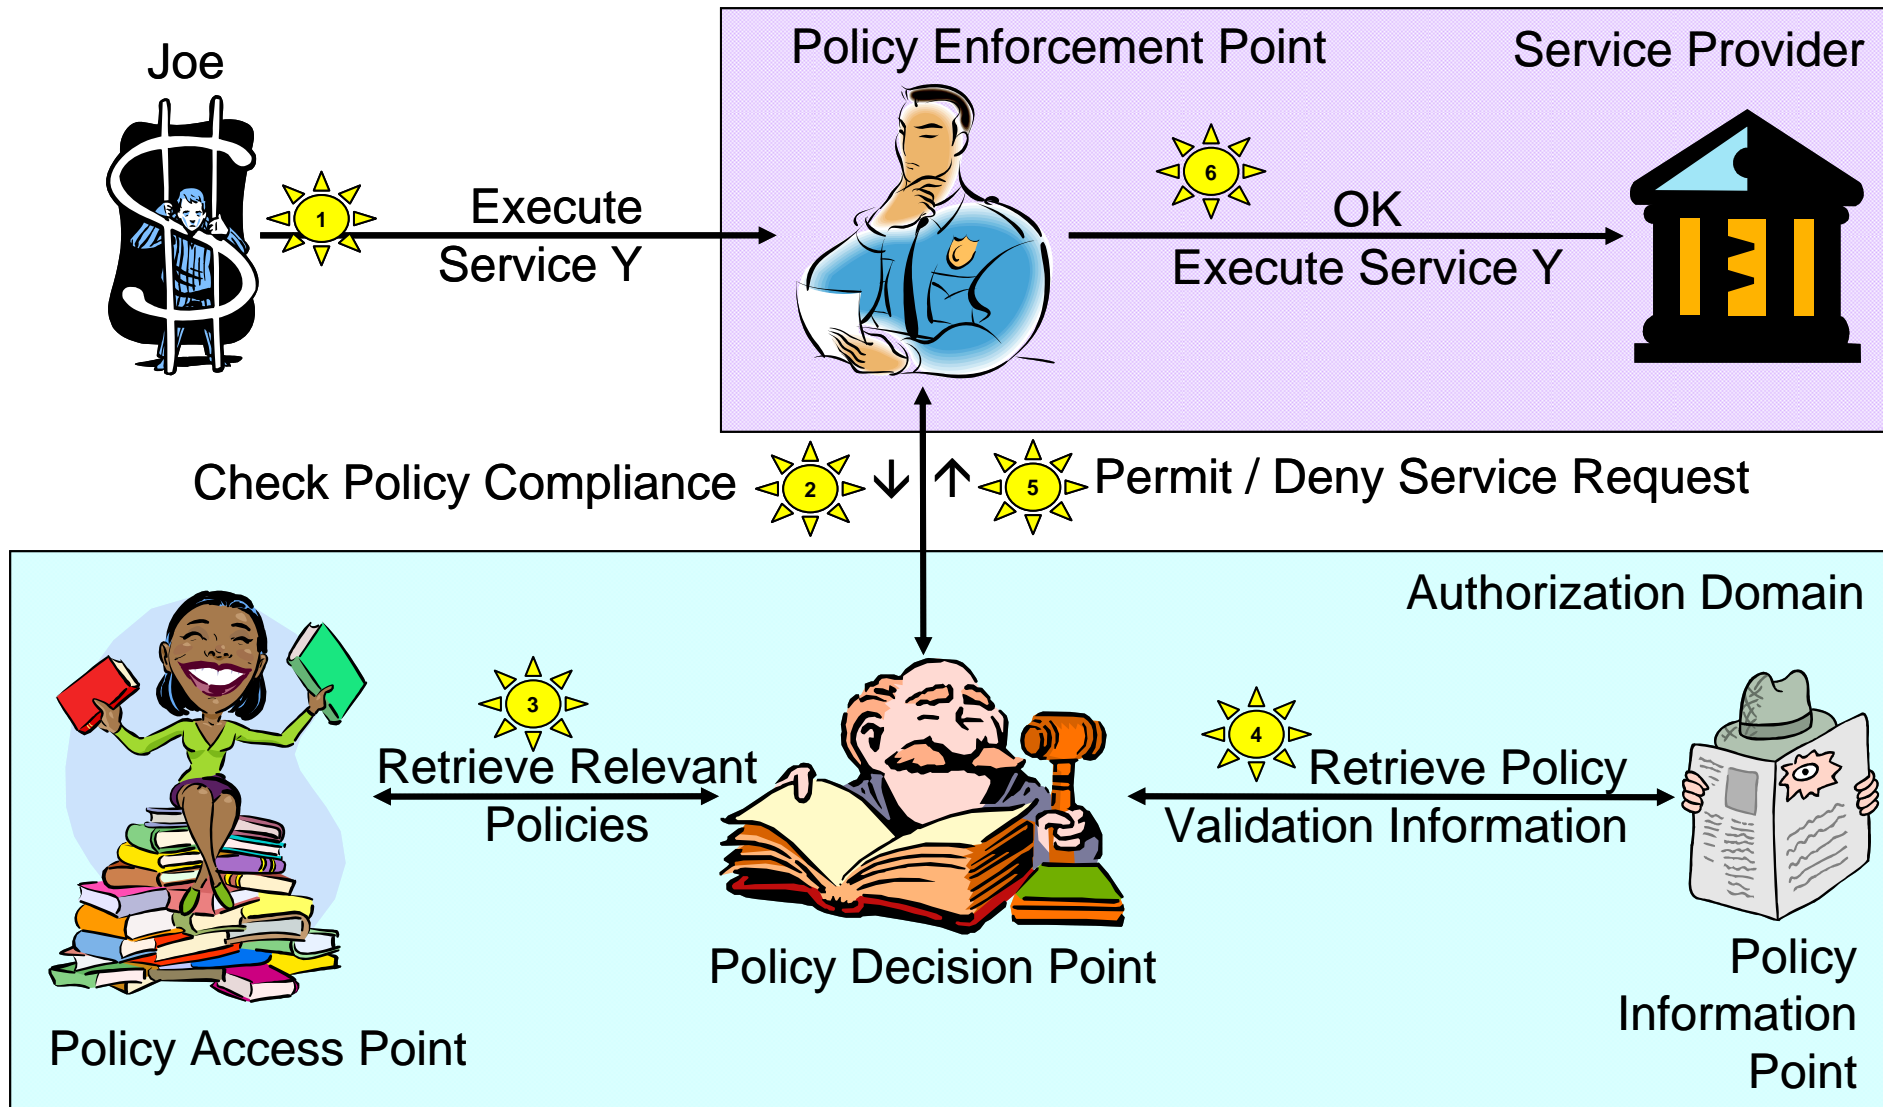 Joe
Policy Enforcement Point
Service Provider
1
Execute
Service Y
6
OK
Execute Service Y
Check Policy Compliance
2
↓
↑
5
Permit / Deny Service Request
Authorization Domain
3
Retrieve Relevant
Policies
4
Retrieve Policy
Validation Information
Policy Access Point
Policy Decision Point
Policy
Information
Point